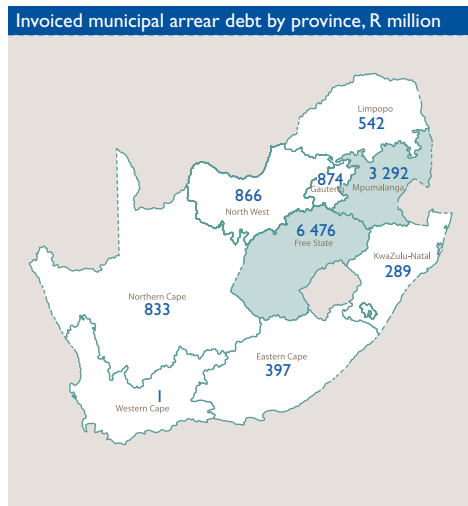 Invoiced municipal arrear debt by province, R million
Limpopo
542
874
Gauteng
3 292
Mpumalanga
866
North West
6 476
Free State
KwaZulu-Natal
289
Northern Cape
833
Eastern Cape
397
1
Western Cape